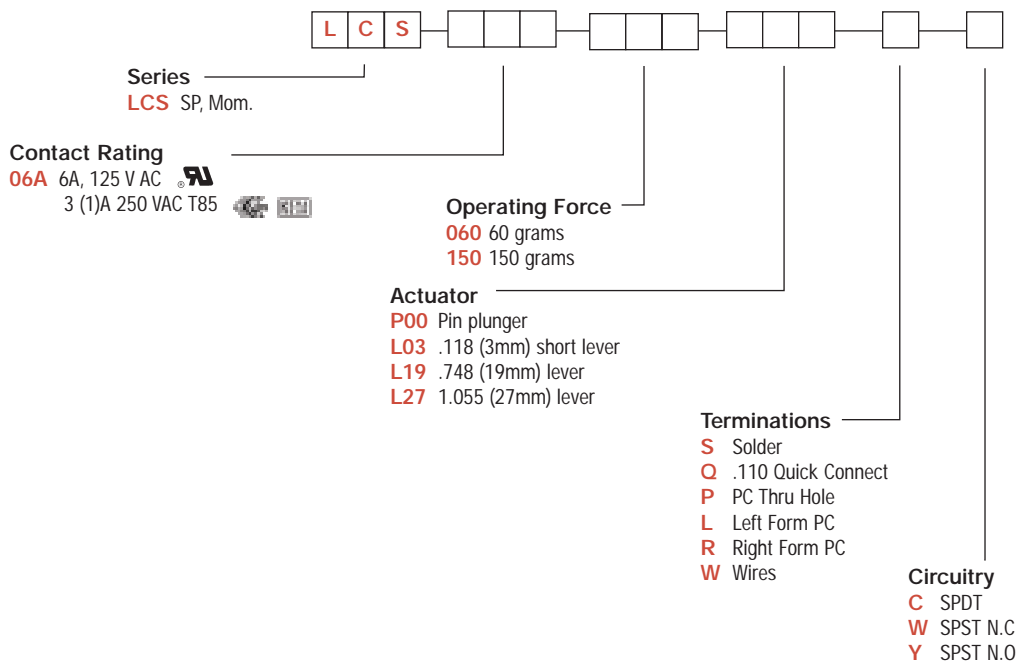 L C S
Series
LCS SP, Mom.
Contact Rating
06A 6A, 125 V AC ®
3 (1)A 250 VAC T85
Operating Force
060 60 grams
150 150 grams
Actuator
P00 Pin plunger
L03 .118 (3mm) short lever
L19 .748 (19mm) lever
L27 1.055 (27mm) lever
Terminations
S Solder
Q .110 Quick Connect
P PC Thru Hole
L Left Form PC
R Right Form PC
W Wires
Circuitry
C SPDT
W SPST N.C
Y SPST N.O